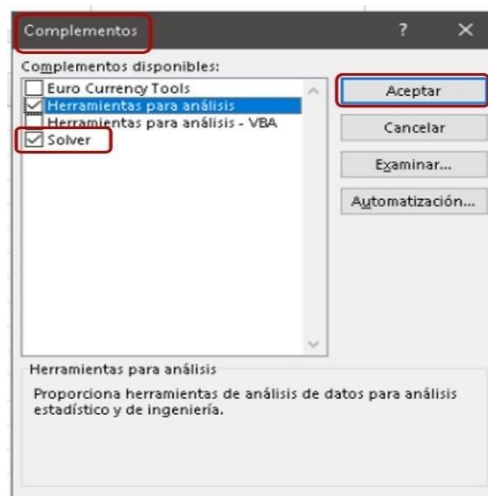 Complementos ? ×
Complementos disponibles:
Euro Currency Tools
Herramientas para análisis
Herramientas para análisis - VBA
Solver
Aceptar
Cancelar
Examinar...
Automatización...
Herramientas para análisis
Proporciona herramientas de análisis de datos para análisis
estadístico y de ingeniería.